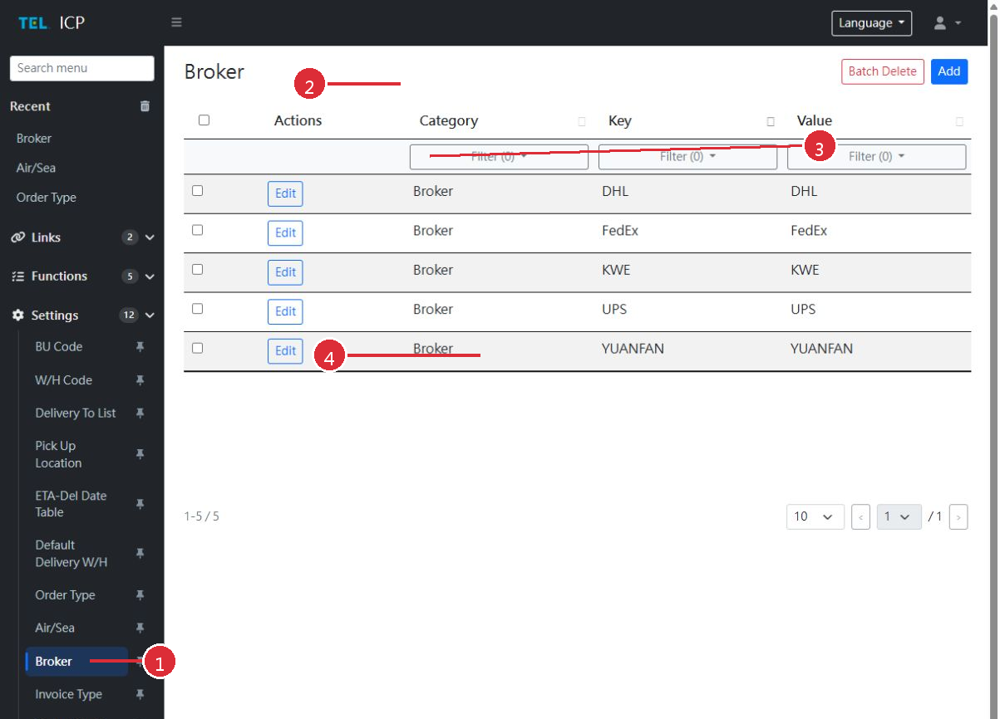 TEL ICP
Language
Search menu
Broker
2
Batch Delete
Add
Recent
Broker
Air/Sea
Order Type
Links 2
Functions 5
Settings 12
BU Code
W/H Code
Delivery To List
Pick Up
Location
ETA-Del Date
Table
Default
Delivery W/H
Order Type
Air/Sea
Broker
1
Invoice Type
Actions Category Key Value
Filter (0) Filter (0) 3 Filter (0)
Edit Broker DHL DHL
Edit Broker FedEx FedEx
Edit Broker KWE KWE
Edit Broker UPS UPS
Edit 4 Broker YUANFAN YUANFAN
1-5 / 5
10 < 1 / 1 >